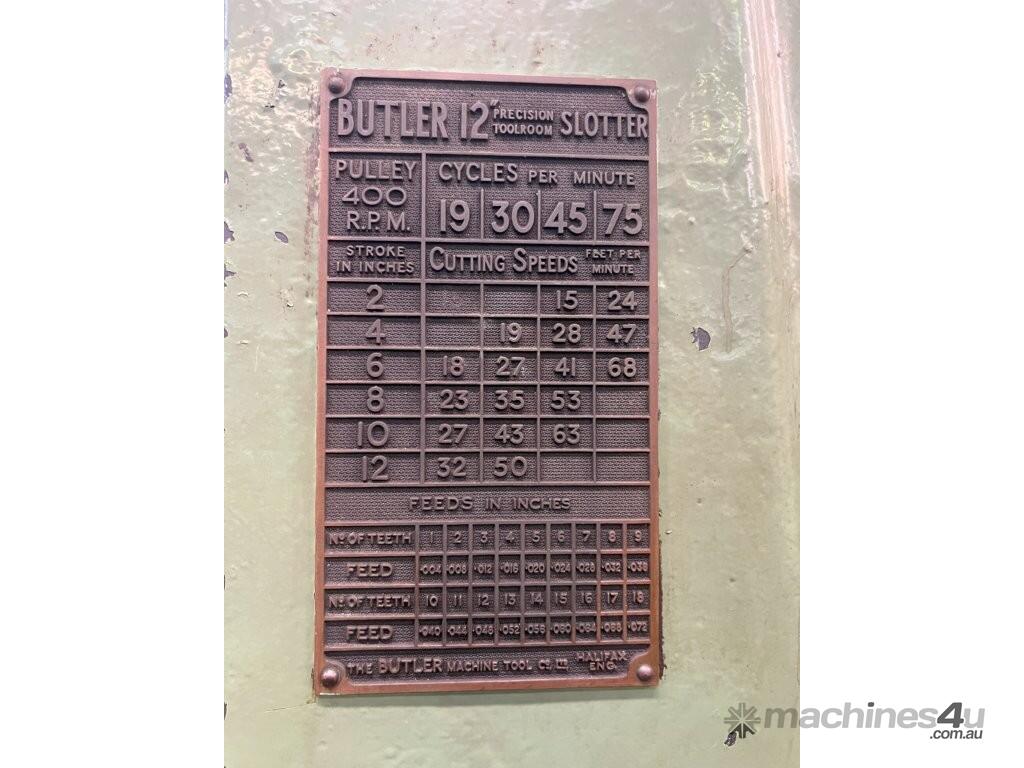 BUTLER 12" PRECISION TOOLROOM SLOTTER
PULLEY 400 R.P.M. CYCLES PER MINUTE
19 30 45 75
STROKE IN INCHES CUTTING SPEEDS FEET PER MINUTE
2 15 24
4 19 28 47
6 18 27 41 68
8 23 35 53
10 27 43 63
12 32 50
FEEDS IN INCHES
No. OF TEETH 1 2 3 4 5 6 7 8 9
FEED .004 .008 .012 .016 .020 .024 .028 .032
No. OF TEETH 10 11 12 13 14 15 16 17 18
FEED .040 .044 .048 .052 .056 .072
THE BUTLER MACHINE TOOL Co. LTD. HALIFAX ENG.
machines4u
.com.au